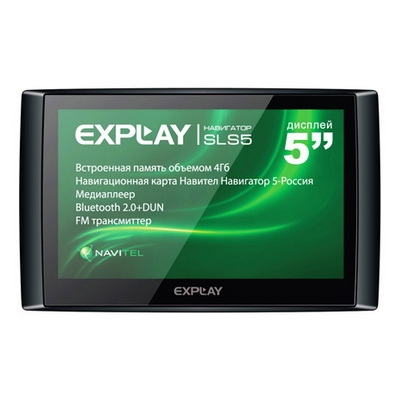 EXPLAY НАВИГАТОР SLS5
дисплей 5”
Встроенная память объемом 4Гб
Навигационная карта Навител Навигатор 5-Россия
Медиаплеер
Bluetooth 2.0+DUN
FM трансмиттер
NAVITEL
EXPLAY